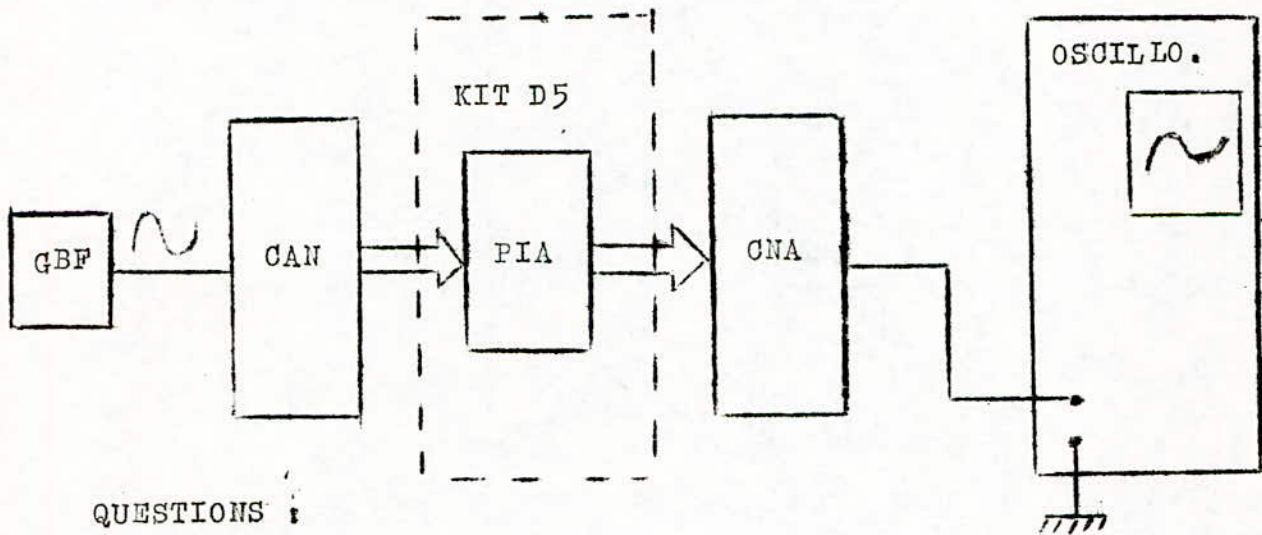 OSCILLO.
KIT D5
GBF
CAN
PIA
CNA
QUESTIONS :